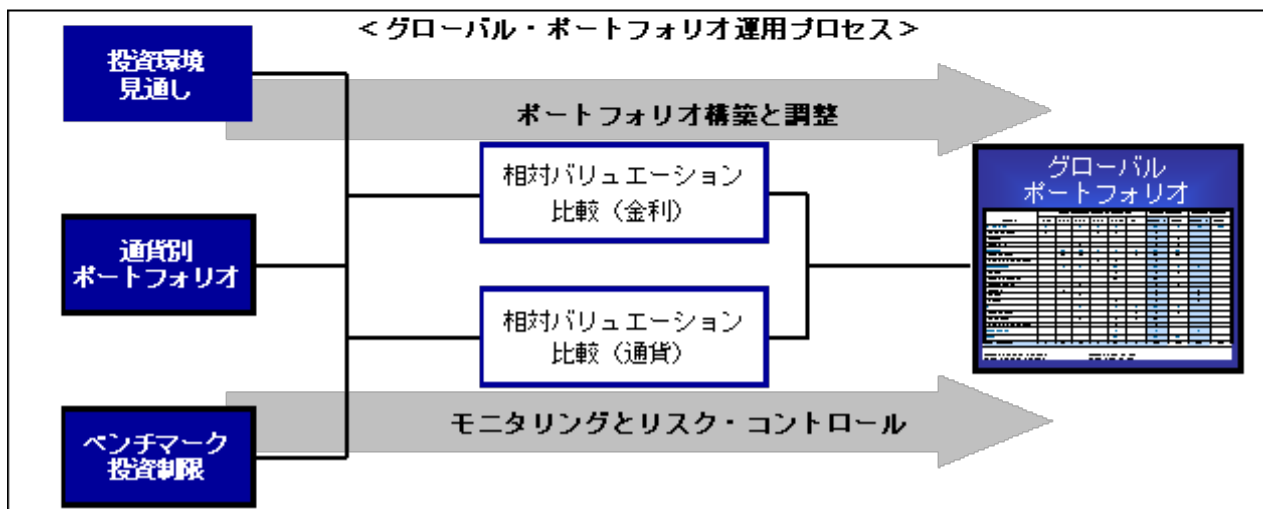 ＜グローバル・ポートフォリオ運用プロセス＞
投資環境
見通し
ポートフォリオ構築と調整
相対バリュエーション
比較（金利）
グローバル
ポートフォリオ
通貨別
ポートフォリオ
相対バリュエーション
比較（通貨）
モニタリングとリスク・コントロール
ベンチマーク
投資制限